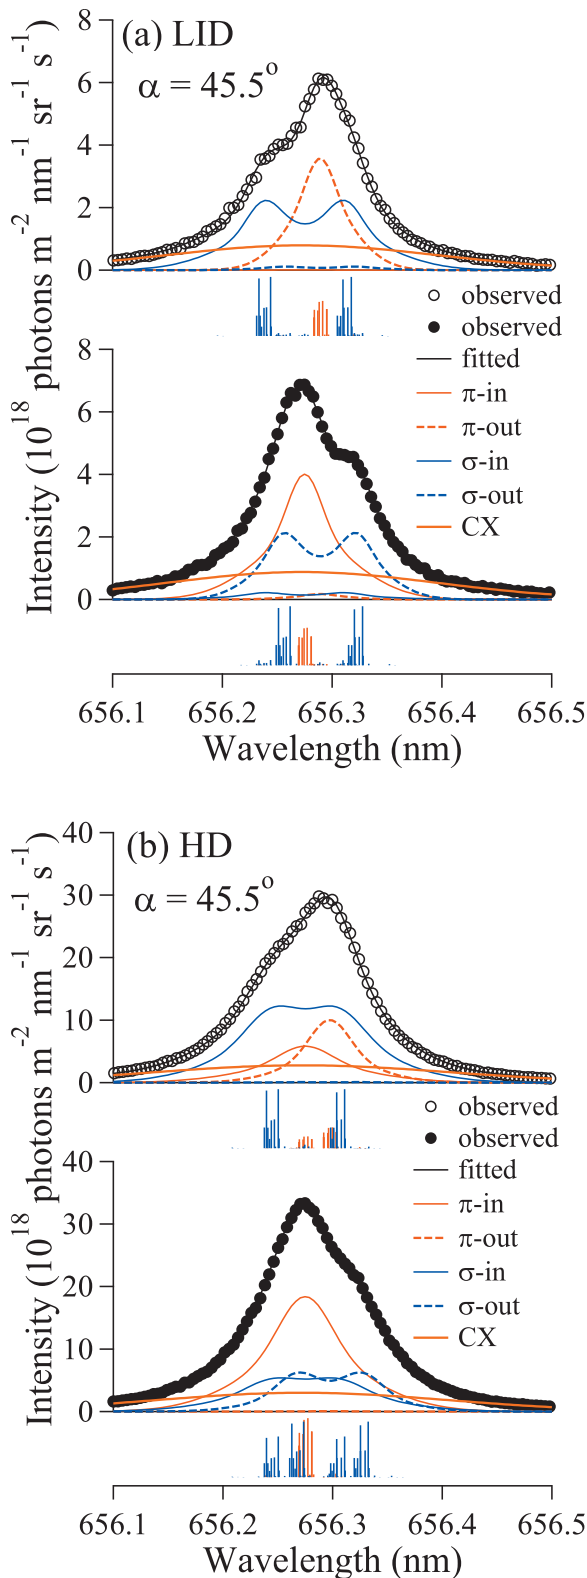 (a) LID
α = 45.5°
8
6
4
2
0
observed
observed
fitted
π-in
π-out
σ-in
σ-out
CX
8
6
4
2
0
Intensity (10^18 photons m^-2 nm^-1 sr^-1 s^-1)
656.1 656.2 656.3 656.4 656.5
Wavelength (nm)
(b) HD
α = 45.5°
40
30
20
10
0
observed
observed
fitted
π-in
π-out
σ-in
σ-out
CX
40
30
20
10
0
Intensity (10^18 photons m^-2 nm^-1 sr^-1 s^-1)
656.1 656.2 656.3 656.4 656.5
Wavelength (nm)